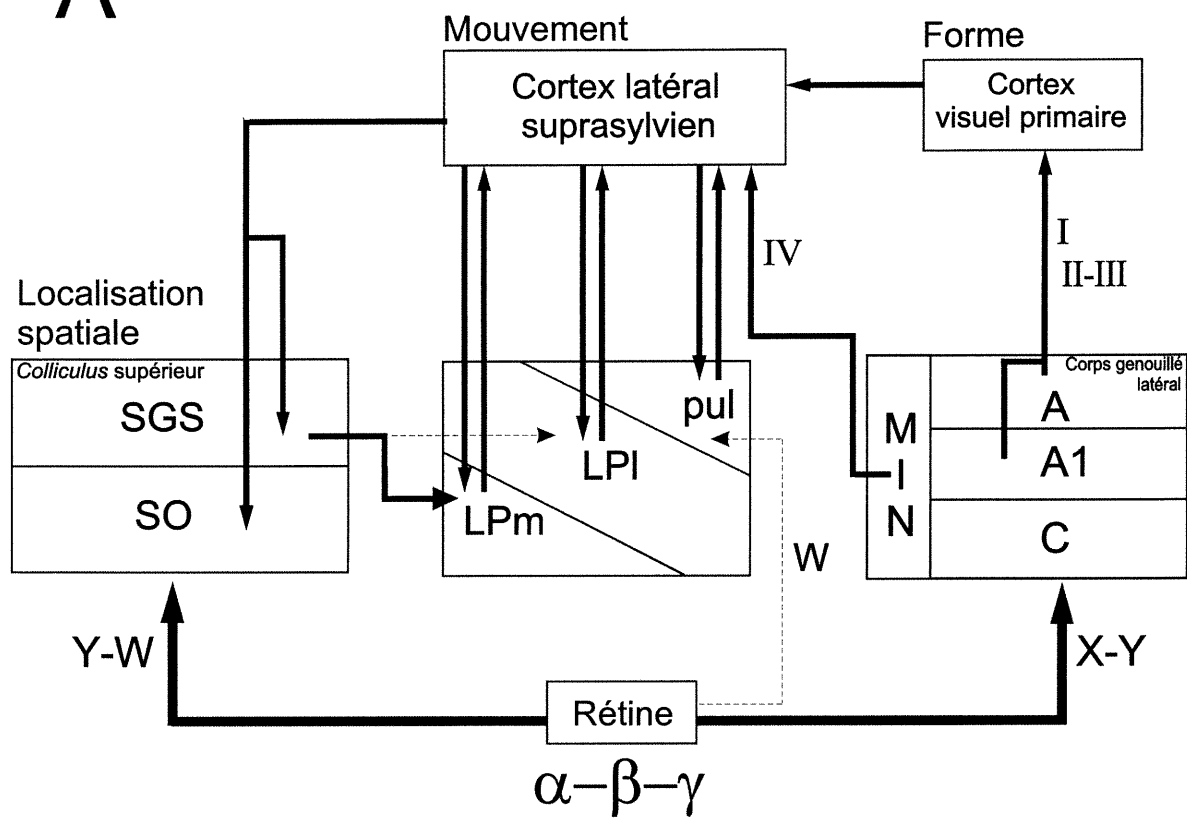 A
Mouvement
Cortex latéral
suprasylvien
Forme
Cortex
visuel primaire
IV
I
II-III
Localisation
spatiale
Colliculus supérieur
SGS
SO
pul
LPl
LPm
Corps genouillé
latéral
M
I
N
A
A1
C
W
Y-W
X-Y
Rétine
α–β–γ